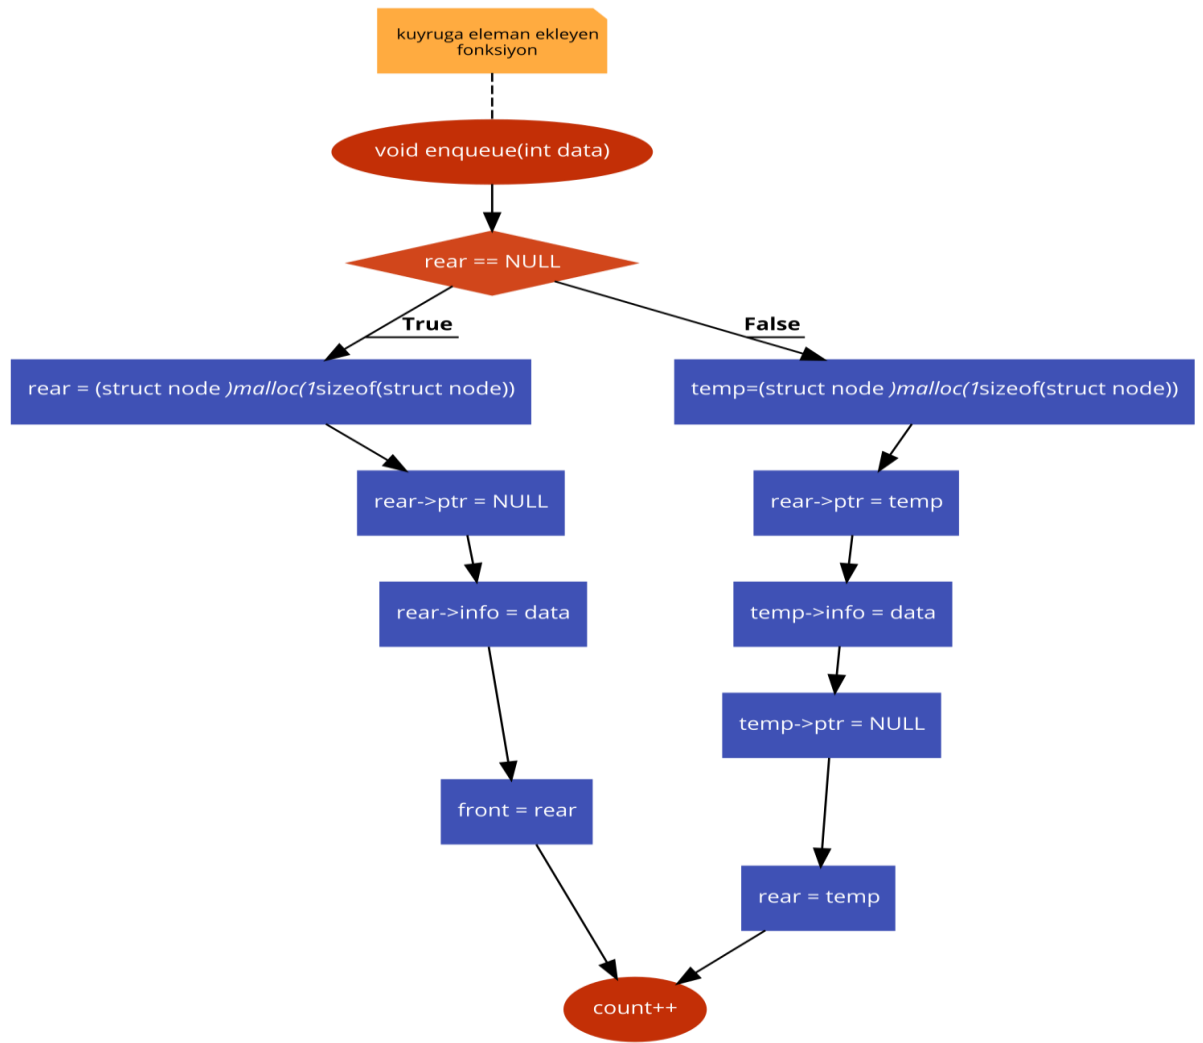 kuyruga eleman ekleyen
fonksiyon
void enqueue(int data)
rear == NULL
True
False
rear = (struct node )malloc(1sizeof(struct node))
temp=(struct node )malloc(1sizeof(struct node))
rear->ptr = NULL
rear->ptr = temp
rear->info = data
temp->info = data
temp->ptr = NULL
front = rear
rear = temp
count++